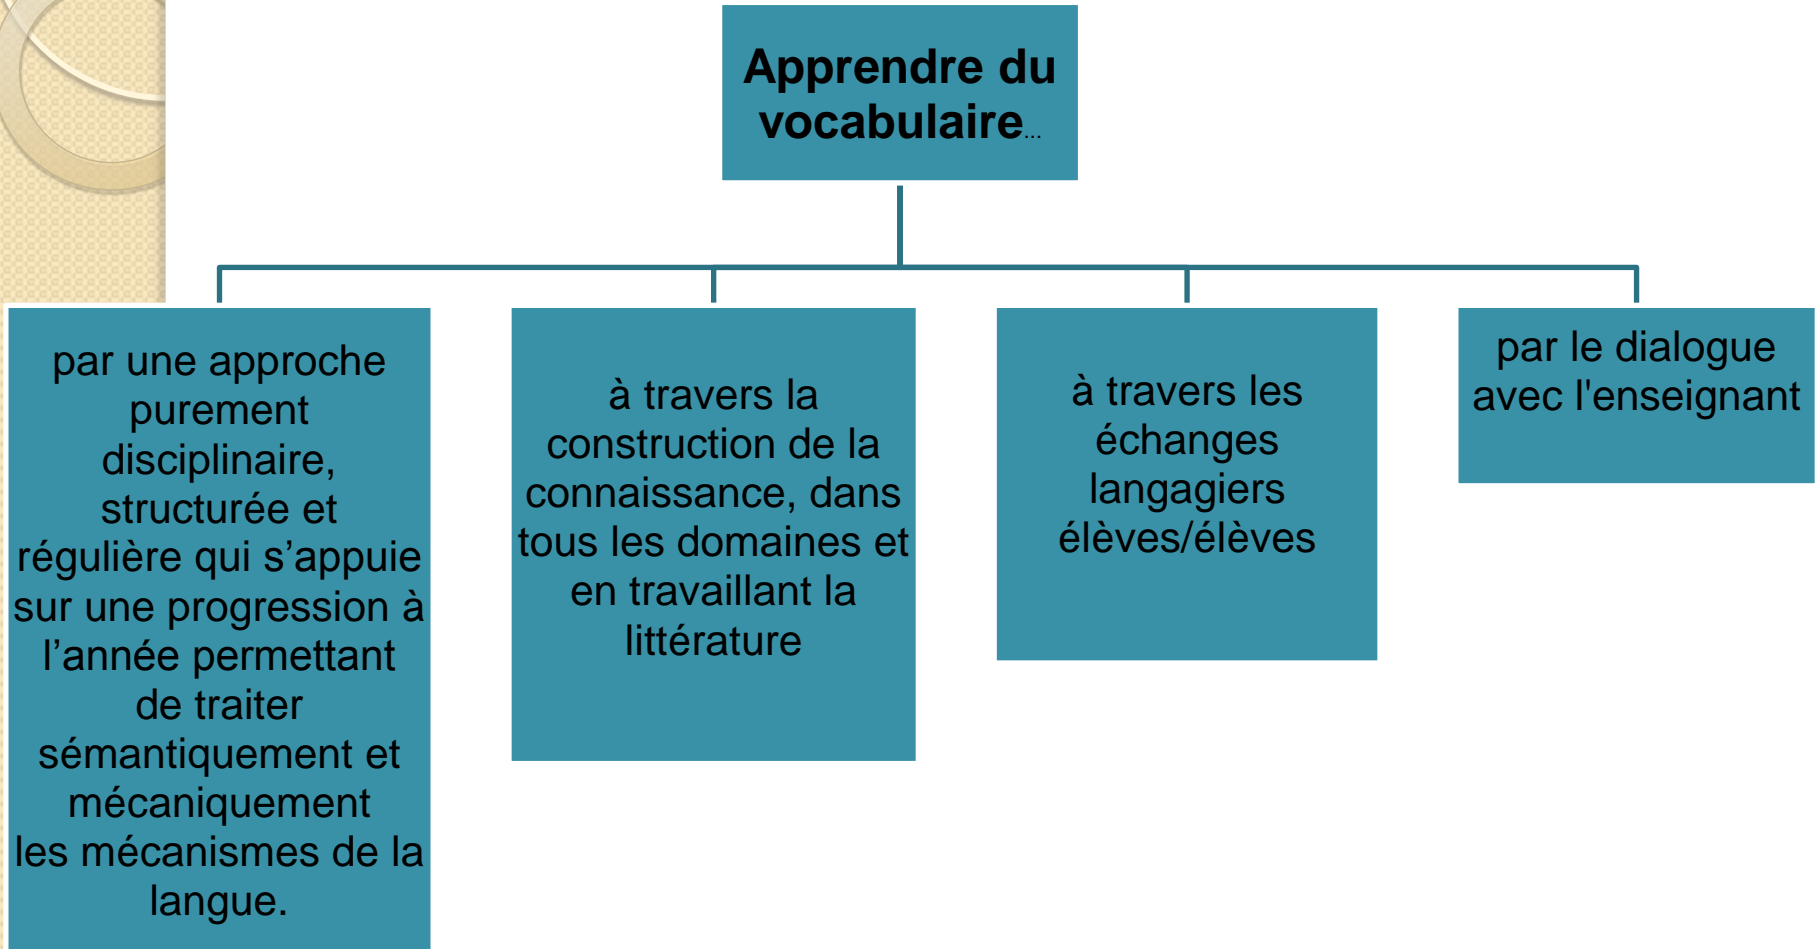 Apprendre du
vocabulaire...
par une approche
purement
disciplinaire,
structurée et
régulière qui s’appuie
sur une progression à
l’année permettant
de traiter
sémantiquement et
mécaniquement
les mécanismes de la
langue.
à travers la
construction de la
connaissance, dans
tous les domaines et
en travaillant la
littérature
à travers les
échanges
langagiers
élèves/élèves
par le dialogue
avec l'enseignant